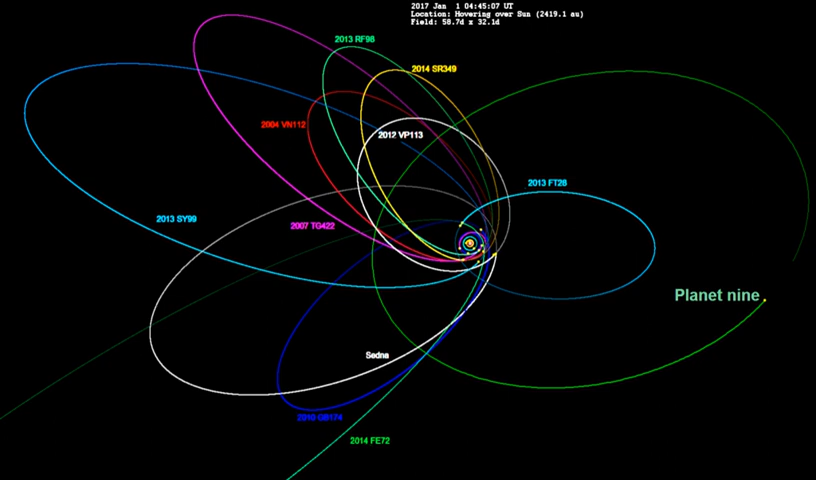 2017 Jan 1 04:45:07 UT
Location: Hovering over Sun (2419.1 au)
Field: 58.7d x 32.1d
2013 RF98
2014 SR349
2004 VN112
2012 VP113
2013 FT28
2013 SY99
2007 TG422
Planet nine
Sedna
2010 GB174
2014 FE72